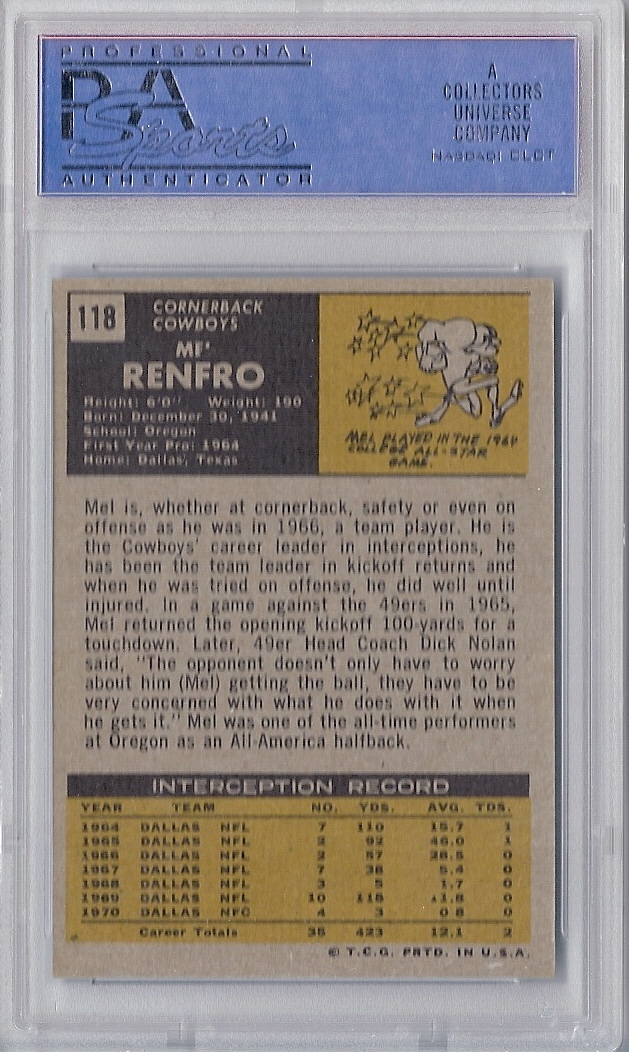 PROFESSIONAL
PSA
Sports
AUTHENTICATOR
A
COLLECTORS
UNIVERSE
COMPANY
NASDAQ: CLCT
118
CORNERBACK
COWBOYS
RENFRO
Height: 6'0" Weight: 190
Born: December 30, 1941
School: Oregon
First Year Pro: 1964
Home: Dallas, Texas
MEL PLAYED IN THE 1964
COLLEGE ALL-STAR
GAME.
Mel is, whether at cornerback, safety or even on
offense as he was in 1966, a team player. He is
the Cowboys' career leader in interceptions, he
has been the team leader in kickoff returns and
when he was tried on offense, he did well until
injured. In a game against the 49ers in 1965,
Mel returned the opening kickoff 100-yards for a
touchdown. Later, 49er Head Coach Dick Nolan
said, "The opponent doesn't only have to worry
about him (Mel) getting the ball, they have to be
very concerned with what he does with it when
he gets it." Mel was one of the all-time performers
at Oregon as an All-America halfback.
INTERCEPTION RECORD
YEAR TEAM NO. YDS. AVG. TDS.
1964 DALLAS NFL 7 110 15.7 1
1965 DALLAS NFL 2 92 46.0 1
1966 DALLAS NFL 2 57 28.5 0
1967 DALLAS NFL 7 38 5.4 0
1968 DALLAS NFL 3 5 1.7 0
1969 DALLAS NFL 10 118 11.8 0
1970 DALLAS NFC 4 3 0.8 0
Career Totals 35 423 12.1 2
© T.C.G. PRTD. IN U.S.A.